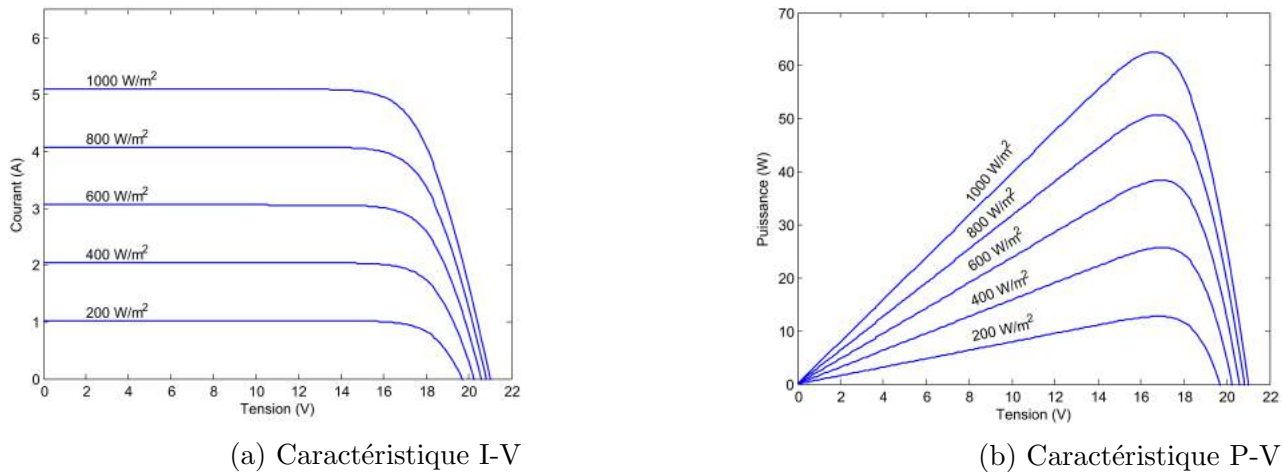 6
5
4
3
2
1
0
1000 W/m²
800 W/m²
600 W/m²
400 W/m²
200 W/m²
0 2 4 6 8 10 12 14 16 18 20 22
Tension (V)
Courant (A)
(a) Caractéristique I-V
70
60
50
40
30
20
10
0
1000 W/m²
800 W/m²
600 W/m²
400 W/m²
200 W/m²
0 2 4 6 8 10 12 14 16 18 20 22
Tension (V)
Puissance (W)
(b) Caractéristique P-V